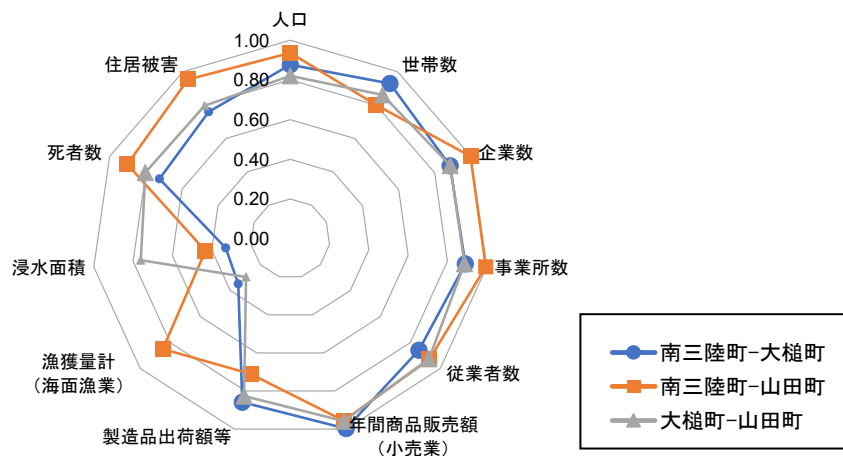 人口
1.00
住居被害
世帯数
0.80
0.60
死者数
企業数
0.40
0.20
0.00
浸水面積
事業所数
南三陸町−大槌町
漁獲量計
（海面漁業）
従業者数
南三陸町−山田町
大槌町−山田町
製造品出荷額等
年間商品販売額
（小売業）